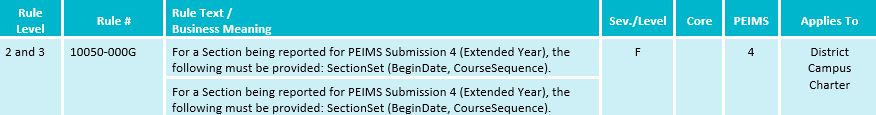 Rule Level
Rule #
Rule Text /
Business Meaning
Sev./Level
Core
PEIMS
Applies To
2 and 3
10050-000G
For a Section being reported for PEIMS Submission 4 (Extended Year), the
following must be provided: SectionSet (BeginDate, CourseSequence).
F
4
District
Campus
Charter
For a Section being reported for PEIMS Submission 4 (Extended Year), the
following must be provided: SectionSet (BeginDate, CourseSequence).